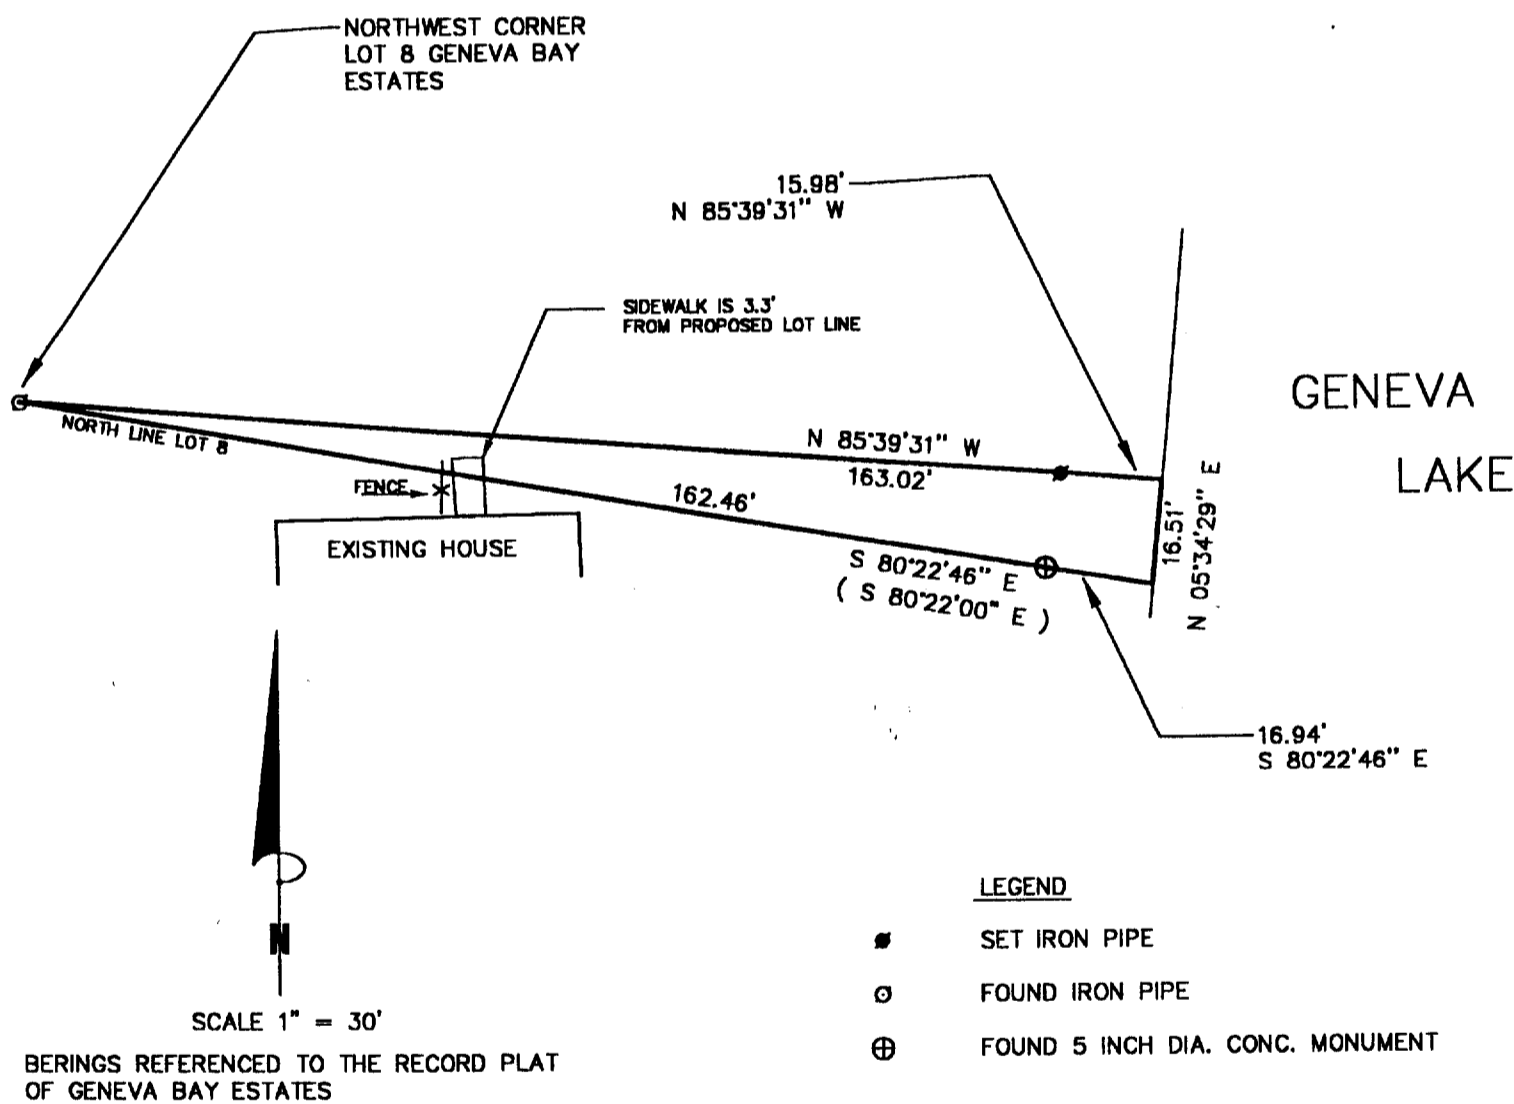 NORTHWEST CORNER
LOT 8 GENEVA BAY
ESTATES
15.98'
N 85°39'31" W
SIDEWALK IS 3.3'
FROM PROPOSED LOT LINE
GENEVA
LAKE
NORTH LINE LOT 8
N 85°39'31" W
163.02'
FENCE
162.46'
EXISTING HOUSE
S 80°22'46" E
( S 80°22'00" E )
16.51'
N 05°34'29" E
16.94'
S 80°22'46" E
N
SCALE 1" = 30'
BERINGS REFERENCED TO THE RECORD PLAT
OF GENEVA BAY ESTATES
LEGEND
SET IRON PIPE
FOUND IRON PIPE
FOUND 5 INCH DIA. CONC. MONUMENT